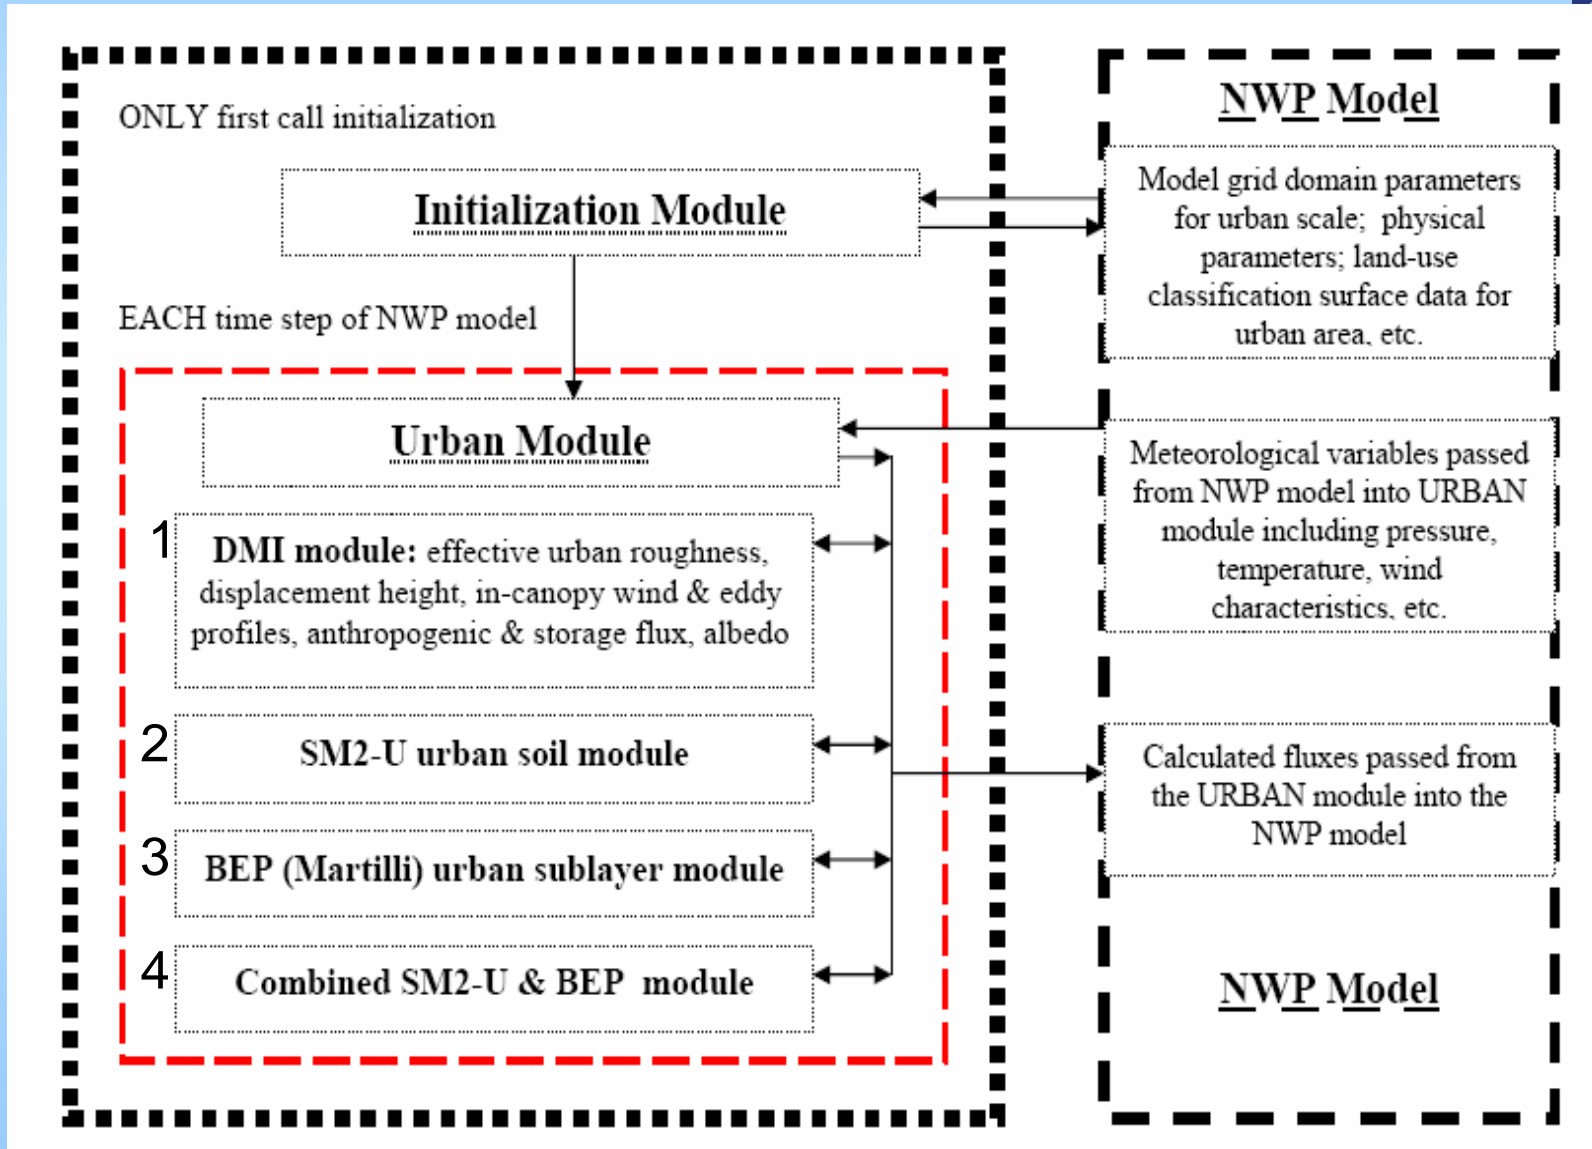 ONLY first call initialization
Initialization Module
EACH time step of NWP model
Urban Module
1
DMI module: effective urban roughness,
displacement height, in-canopy wind & eddy
profiles, anthropogenic & storage flux, albedo
2
SM2-U urban soil module
3
BEP (Martilli) urban sublayer module
4
Combined SM2-U & BEP module
NWP Model
Model grid domain parameters
for urban scale; physical
parameters; land-use
classification surface data for
urban area, etc.
Meteorological variables passed
from NWP model into URBAN
module including pressure,
temperature, wind
characteristics, etc.
Calculated fluxes passed from
the URBAN module into the
NWP model
NWP Model